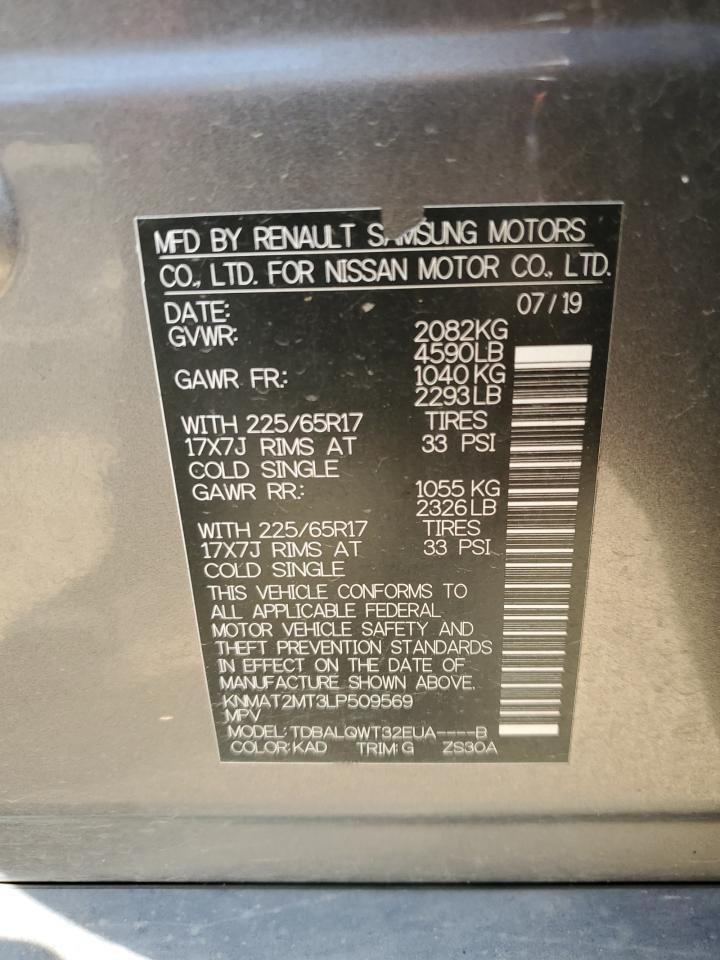 MFD BY RENAULT SAMSUNG MOTORS
CO., LTD. FOR NISSAN MOTOR CO., LTD.
DATE: 07/19
GVWR: 2082KG
4590LB
GAWR FR.: 1040KG
2293LB
WITH 225/65R17 TIRES
17X7J RIMS AT 33 PSI
COLD SINGLE
GAWR RR.: 1055 KG
2326LB
WITH 225/65R17 TIRES
17X7J RIMS AT 33 PSI
COLD SINGLE
THIS VEHICLE CONFORMS TO
ALL APPLICABLE FEDERAL
MOTOR VEHICLE SAFETY AND
THEFT PREVENTION STANDARDS
IN EFFECT ON THE DATE OF
MANUFACTURE SHOWN ABOVE.
KNMAT2MT3LP509569
MPV
MODEL: TDBALQWT32EUA----B
COLOR: KAD TRIM: G ZS30A